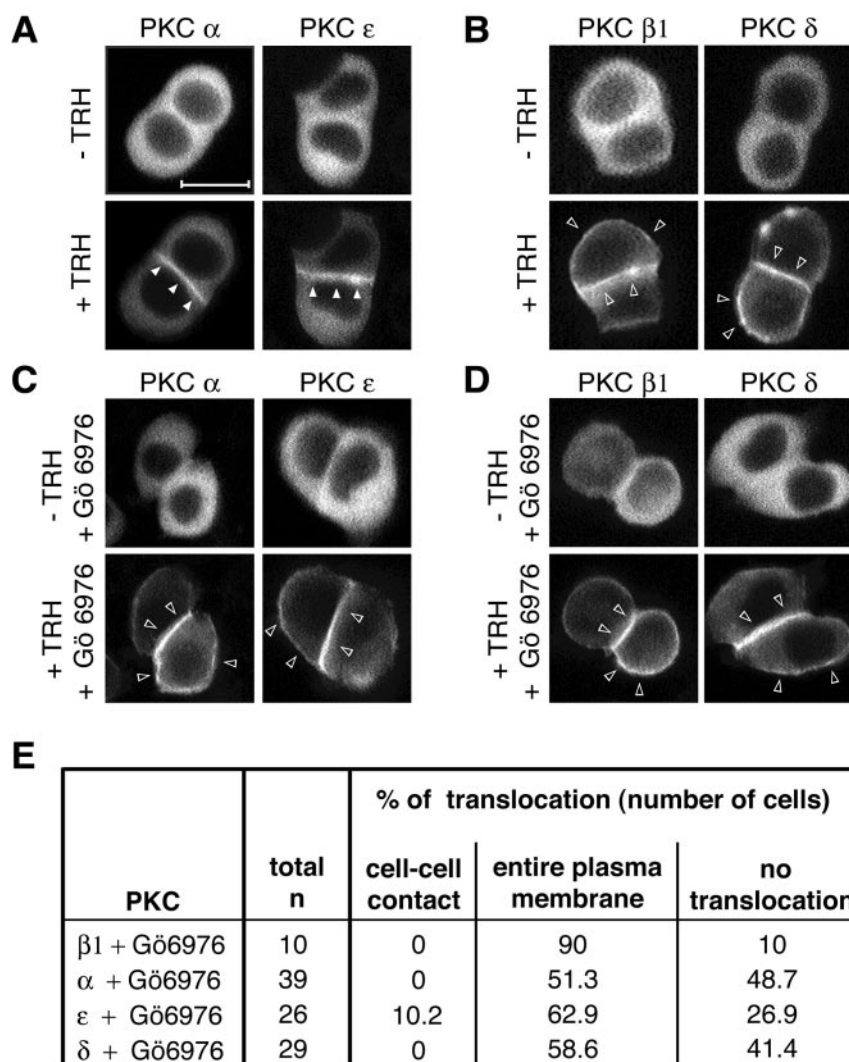 A
PKC α
PKC ε
B
PKC β1
PKC δ
- TRH
+ TRH
C
PKC α
PKC ε
D
PKC β1
PKC δ
- TRH
+ Gö 6976
+ TRH
+ Gö 6976
- TRH
+ Gö 6976
+ TRH
+ Gö 6976
- TRH
+ TRH
E
% of translocation (number of cells)
PKC
total
n
cell-cell
contact
entire plasma
membrane
no
translocation
β1 + Gö6976 10 0 90 10
α + Gö6976 39 0 51.3 48.7
ε + Gö6976 26 10.2 62.9 26.9
δ + Gö6976 29 0 58.6 41.4